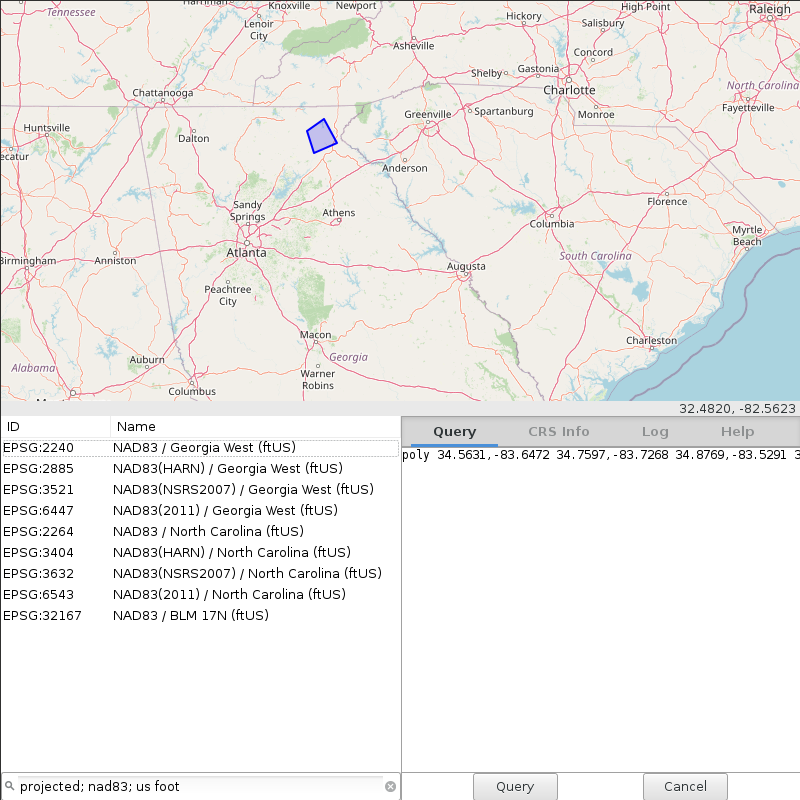 Tennessee
Knoxville
Newport
Hickory
High Point
Raleigh
Lenoir
City
Asheville
Salisbury
Concord
Shelby
Gastonia
Charlotte
North Carolina
Chattanooga
Greenville
Spartanburg
Monroe
Fayetteville
Huntsville
Dalton
ecatur
Anderson
Sandy
Springs
Athens
Florence
Columbia
Myrtle
Beach
Atlanta
Birmingham
Anniston
Augusta
South Carolina
Peachtree
City
Macon
Charleston
Georgia
Auburn
Alabama
Warner
Robins
Columbus
32.4820, -82.5623
ID Name
EPSG:2240 NAD83 / Georgia West (ftUS)
EPSG:2885 NAD83(HARN) / Georgia West (ftUS)
EPSG:3521 NAD83(NSRS2007) / Georgia West (ftUS)
EPSG:6447 NAD83(2011) / Georgia West (ftUS)
EPSG:2264 NAD83 / North Carolina (ftUS)
EPSG:3404 NAD83(HARN) / North Carolina (ftUS)
EPSG:3632 NAD83(NSRS2007) / North Carolina (ftUS)
EPSG:6543 NAD83(2011) / North Carolina (ftUS)
EPSG:32167 NAD83 / BLM 17N (ftUS)
Query CRS Info Log Help
poly 34.5631,-83.6472 34.7597,-83.7268 34.8769,-83.5291 3
projected; nad83; us foot
Query Cancel